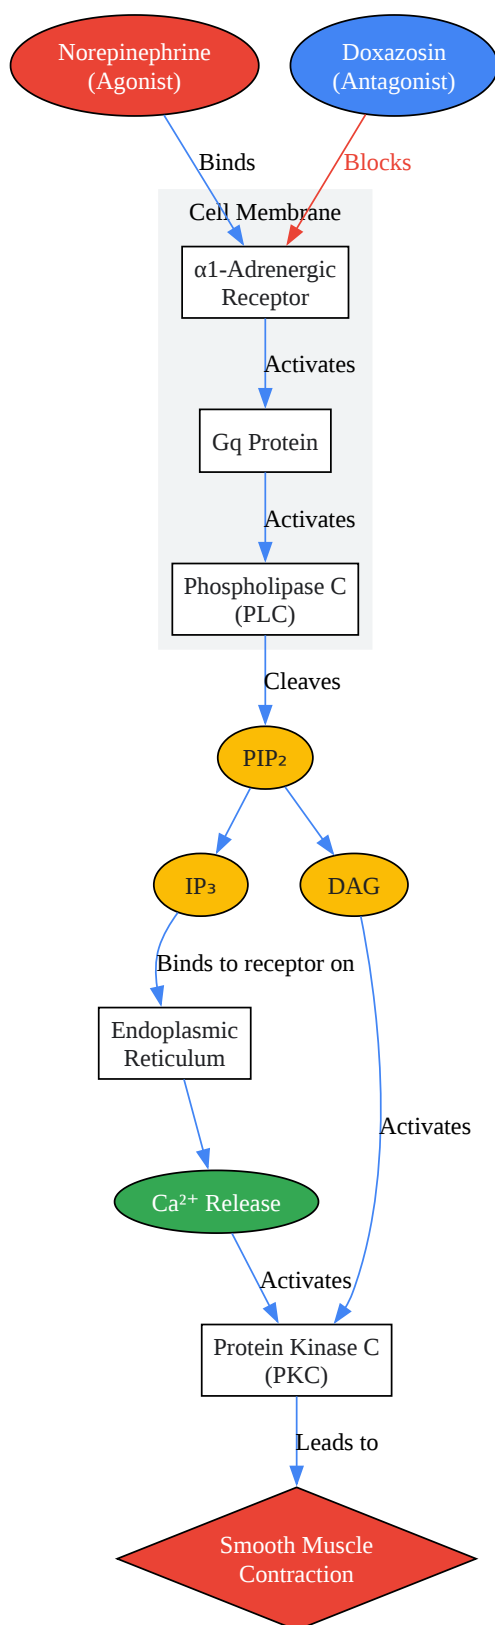 Norepinephrine
(Agonist)
Doxazosin
(Antagonist)
Binds
Blocks
Cell Membrane
α1-Adrenergic
Receptor
Activates
Gq Protein
Activates
Phospholipase C
(PLC)
Cleaves
PIP₂
IP₃
DAG
Binds to receptor on
Endoplasmic
Reticulum
Activates
Ca²⁺ Release
Activates
Protein Kinase C
(PKC)
Leads to
Smooth Muscle
Contraction